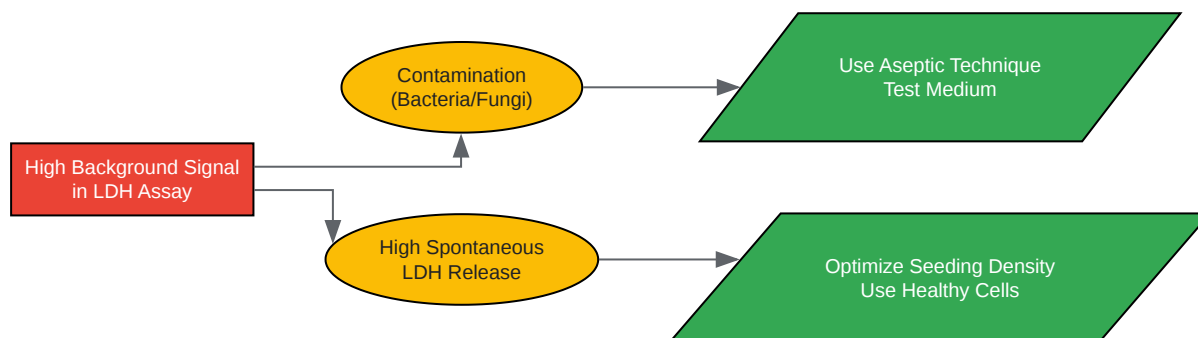 High Background Signal
in LDH Assay
Contamination
(Bacteria/Fungi)
Use Aseptic Technique
Test Medium
High Spontaneous
LDH Release
Optimize Seeding Density
Use Healthy Cells